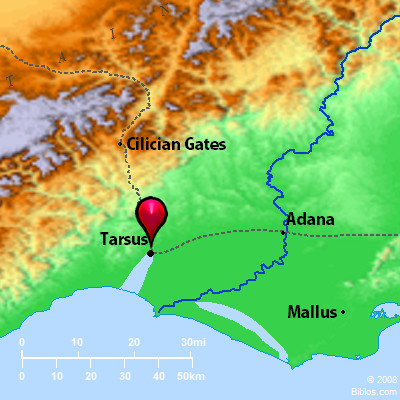 T A
Cilician Gates
Adana
Tarsus
Mallus
0 10 20 30mi
0 10 20 30 40 50km
© 2008
Biblos.com